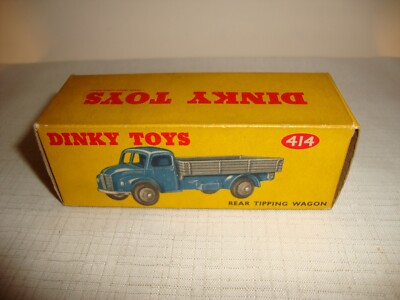 DINKY TOYS
DINKY TOYS
414
REAR TIPPING WAGON